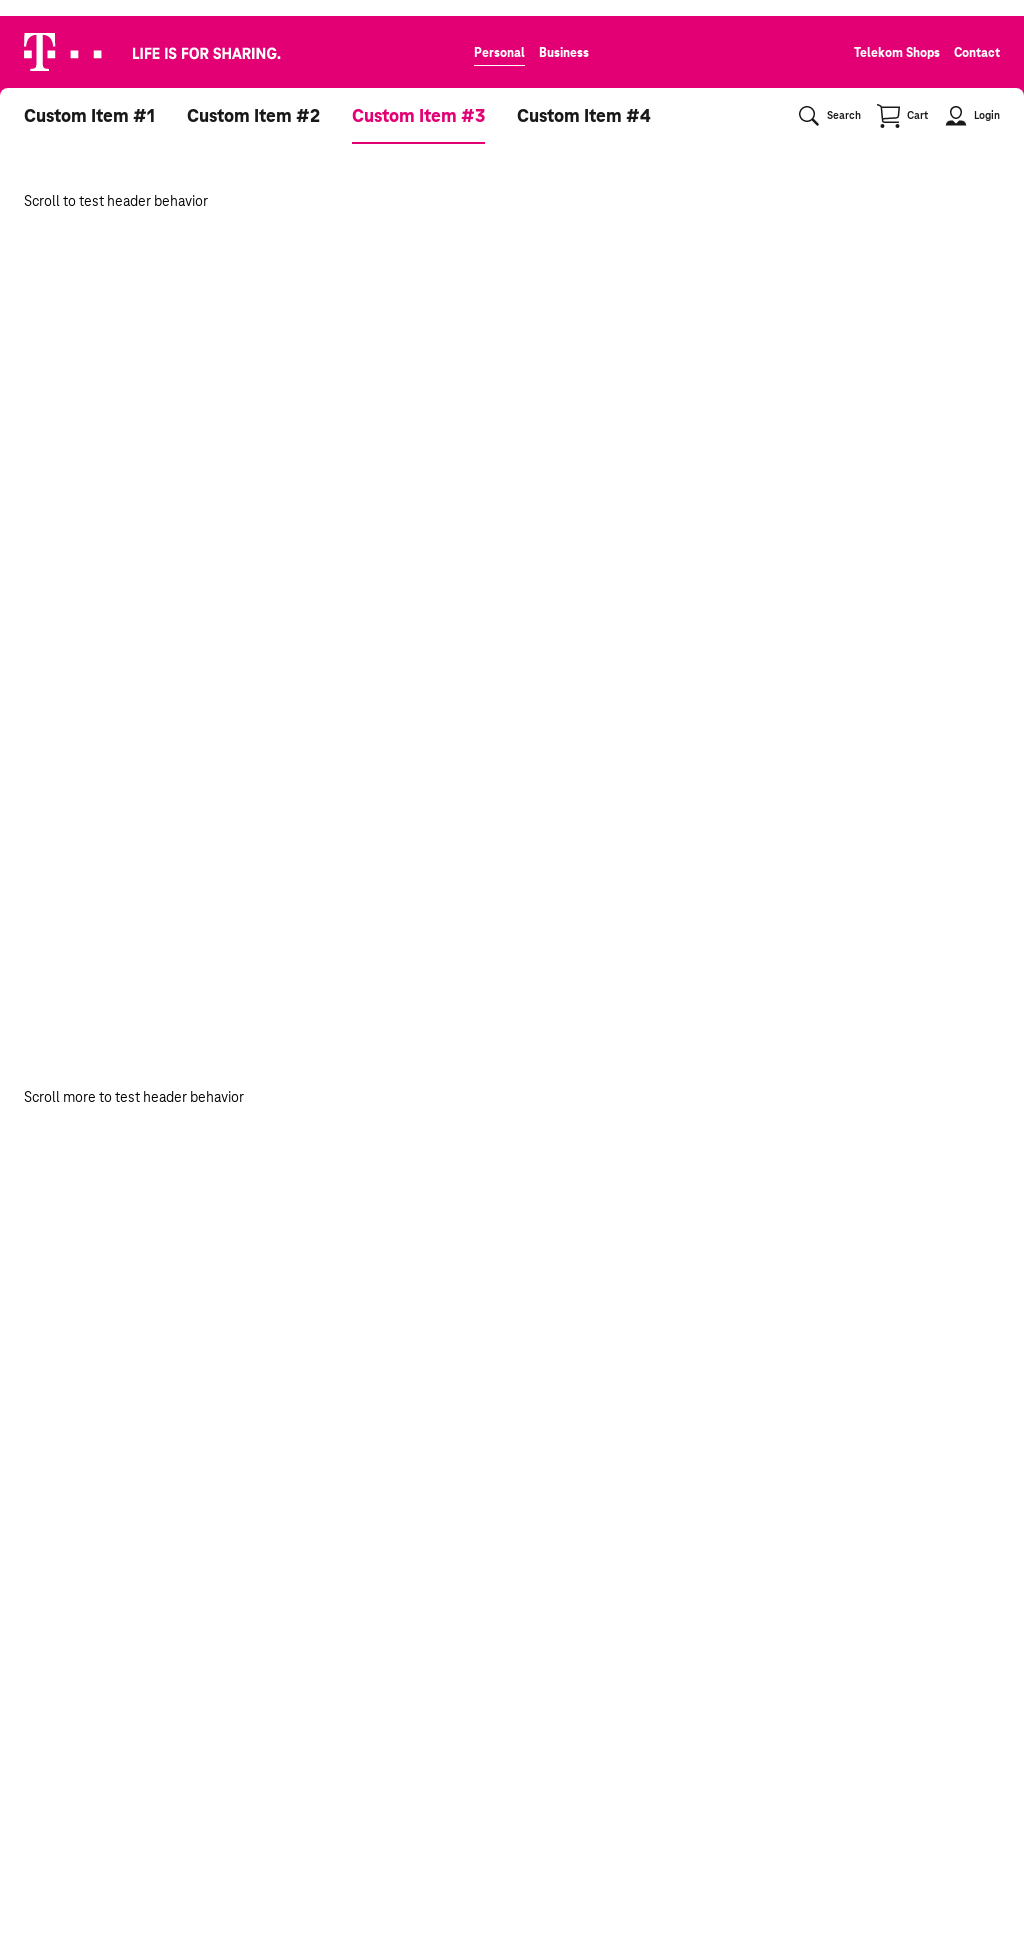 T LIFE IS FOR SHARING. Personal Business Telekom Shops Contact
Custom Item #1 Custom Item #2 Custom Item #3 Custom Item #4 Search Cart Login
Scroll to test header behavior
Scroll more to test header behavior